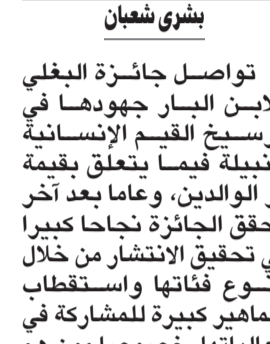 بشرى شعبان
تواصل جائزة البغلي
لابن البار جهودها في
رسيخ القيم الإنسانية
نبيلة فيما يتعلق بقيمة
ر الوالدين، وعاما بعد آخر
حقق الجائزة نجاحا كبيرا
ي تحقيق الانتشار من خلال
نوع فئاتها واستقطاب
ماهير كبيرة للمشاركة في